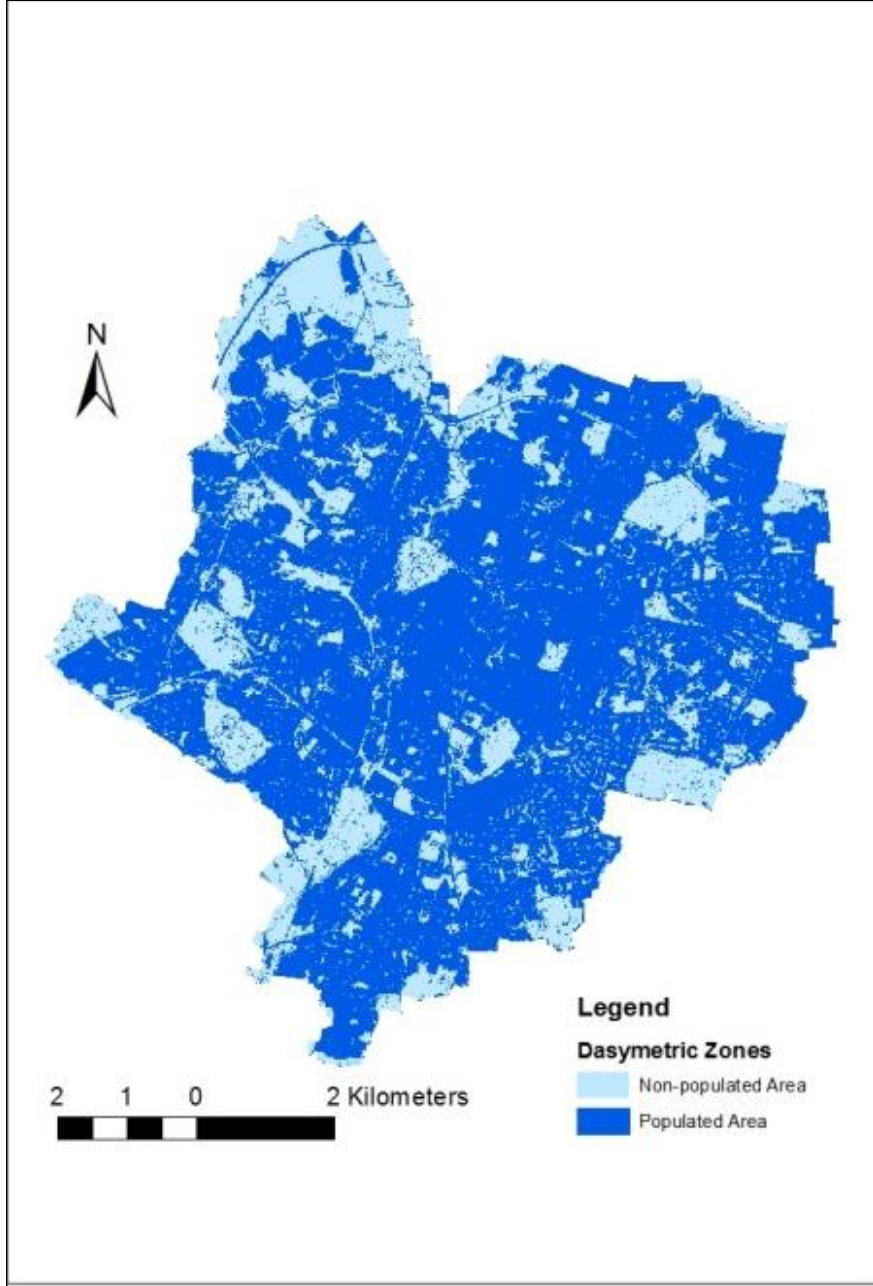 N
Legend
Dasymetric Zones
Non-populated Area
Populated Area
2 1 0 2 Kilometers